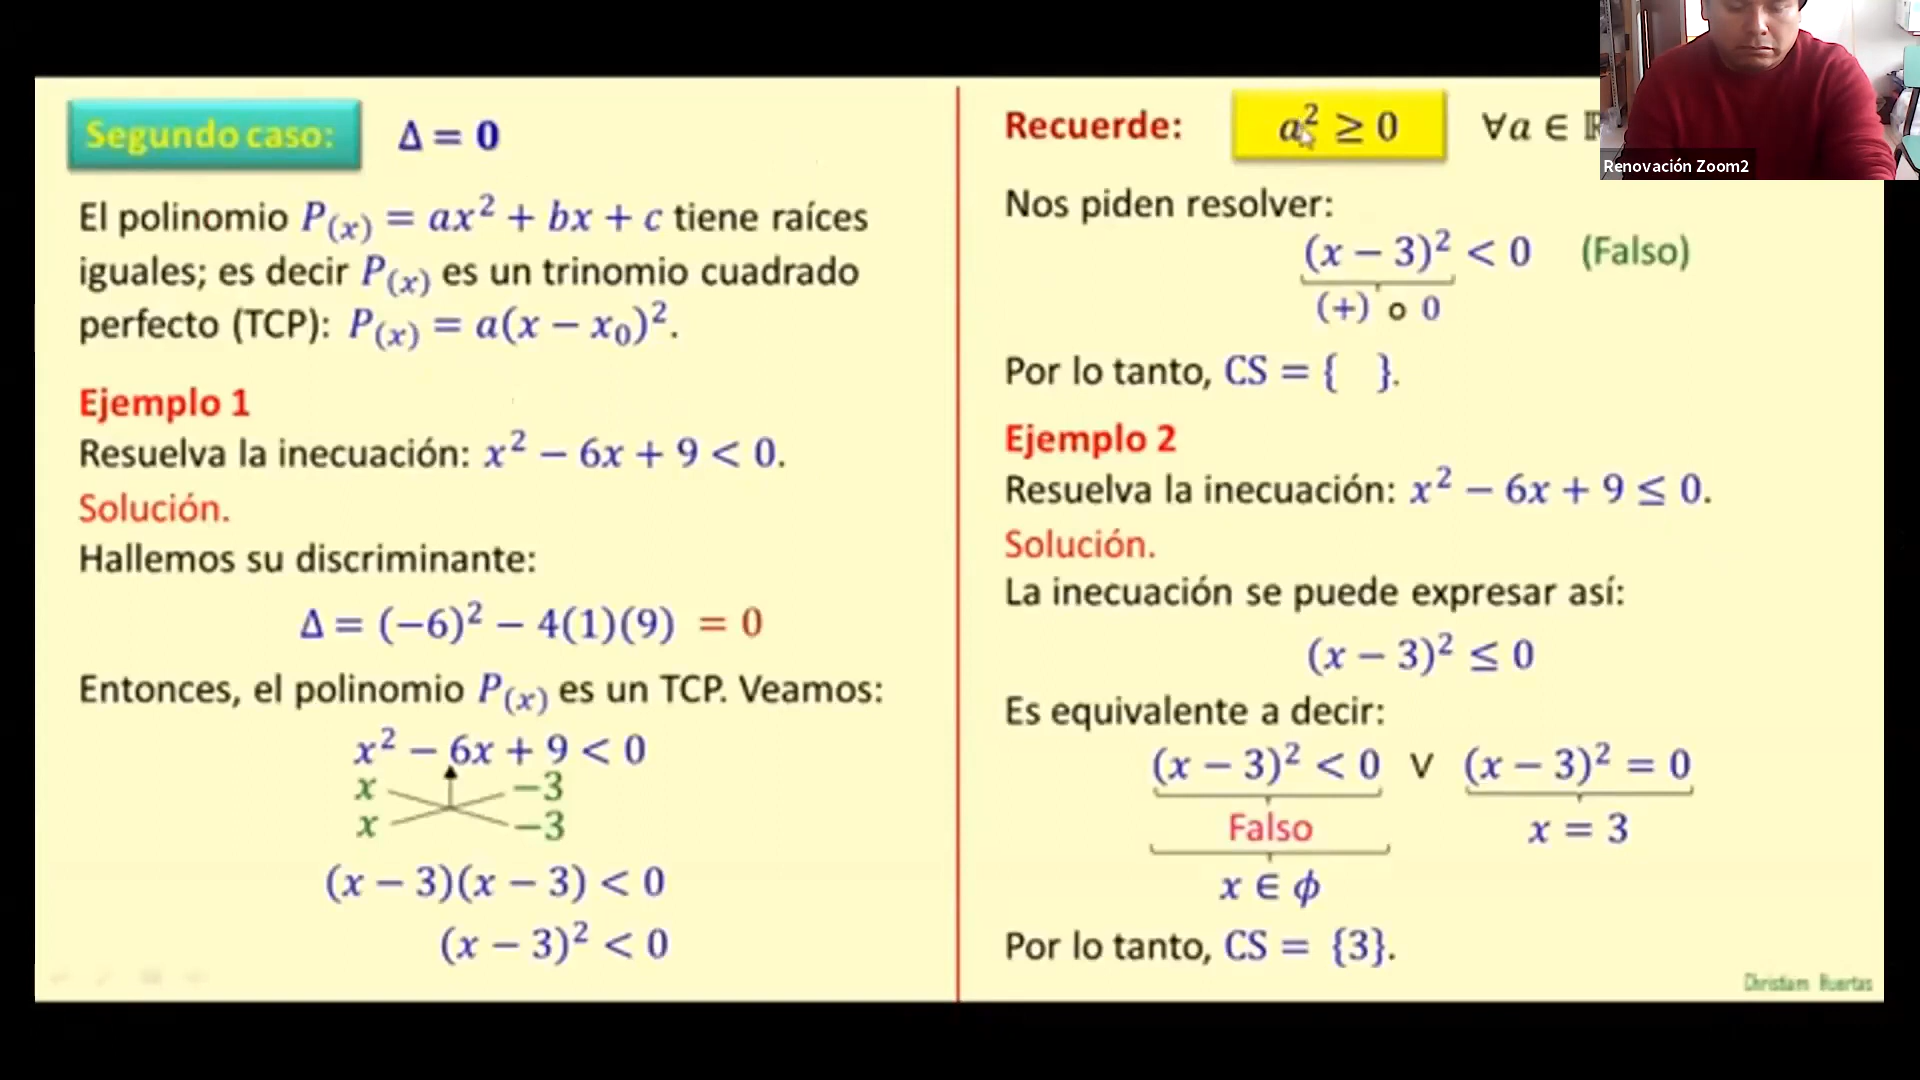 Segundo caso: Δ = 0
El polinomio P₍ₓ₎ = ax² + bx + c tiene raíces
iguales; es decir P₍ₓ₎ es un trinomio cuadrado
perfecto (TCP): P₍ₓ₎ = a(x − x₀)².
Ejemplo 1
Resuelva la inecuación: x² − 6x + 9 < 0.
Solución.
Hallemos su discriminante:
Δ = (−6)² − 4(1)(9) = 0
Entonces, el polinomio P₍ₓ₎ es un TCP. Veamos:
x² − 6x + 9 < 0
x −3
x −3
(x − 3)(x − 3) < 0
(x − 3)² < 0
Recuerde: a² ≥ 0 ∀a ∈ ℝ
Nos piden resolver:
(x − 3)² < 0 (Falso)
(+) o 0
Por lo tanto, CS = { }.
Ejemplo 2
Resuelva la inecuación: x² − 6x + 9 ≤ 0.
Solución.
La inecuación se puede expresar así:
(x − 3)² ≤ 0
Es equivalente a decir:
(x − 3)² < 0 ∨ (x − 3)² = 0
Falso x = 3
x ∈ ϕ
Por lo tanto, CS = {3}.
Christiam Huertas
Renovación Zoom2